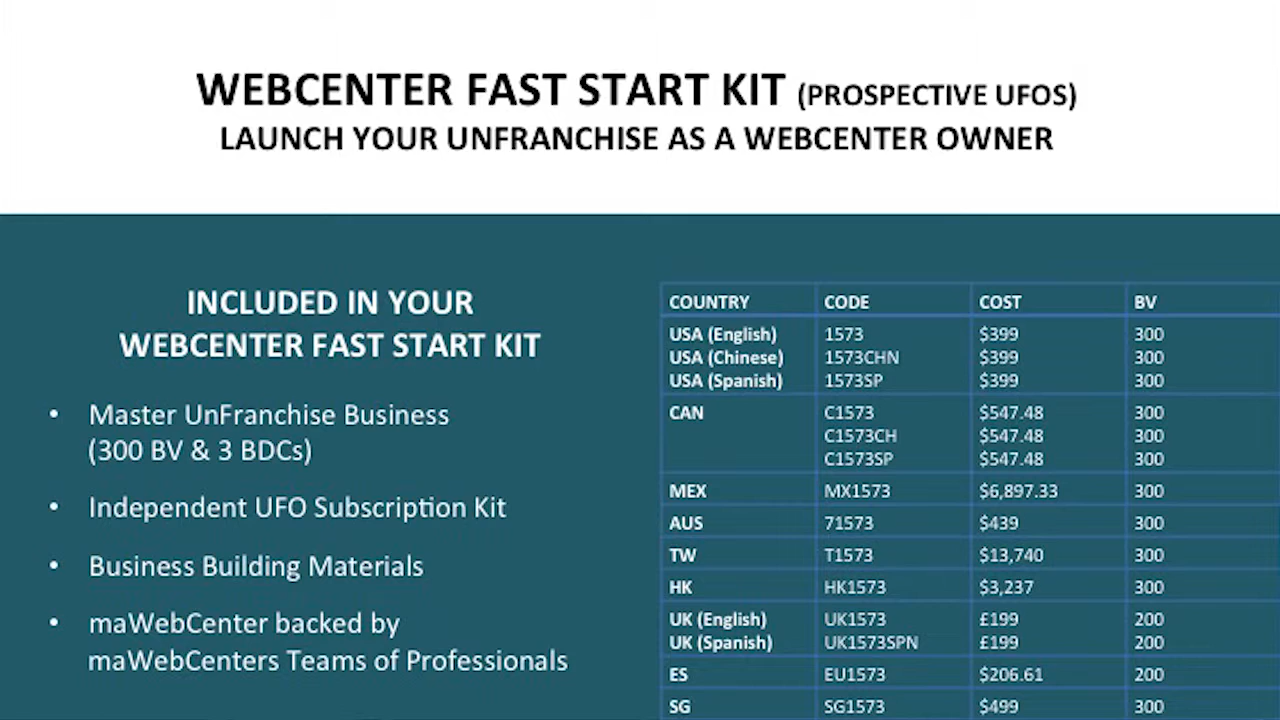 WEBCENTER FAST START KIT (PROSPECTIVE UFOS)
LAUNCH YOUR UNFRANCHISE AS A WEBCENTER OWNER
INCLUDED IN YOUR
WEBCENTER FAST START KIT
• Master UnFranchise Business
(300 BV & 3 BDCs)
• Independent UFO Subscription Kit
• Business Building Materials
• maWebCenter backed by
maWebCenters Teams of Professionals
COUNTRY CODE COST BV
USA (English) 1573 $399 300
USA (Chinese) 1573CHN $399 300
USA (Spanish) 1573SP $399 300
CAN C1573 $547.48 300
C1573CH $547.48 300
C1573SP $547.48 300
MEX MX1573 $6,897.33 300
AUS 71573 $439 300
TW T1573 $13,740 300
HK HK1573 $3,237 300
UK (English) UK1573 £199 200
UK (Spanish) UK1573SPN £199 200
ES EU1573 $206.61 200
SG SG1573 $499 300